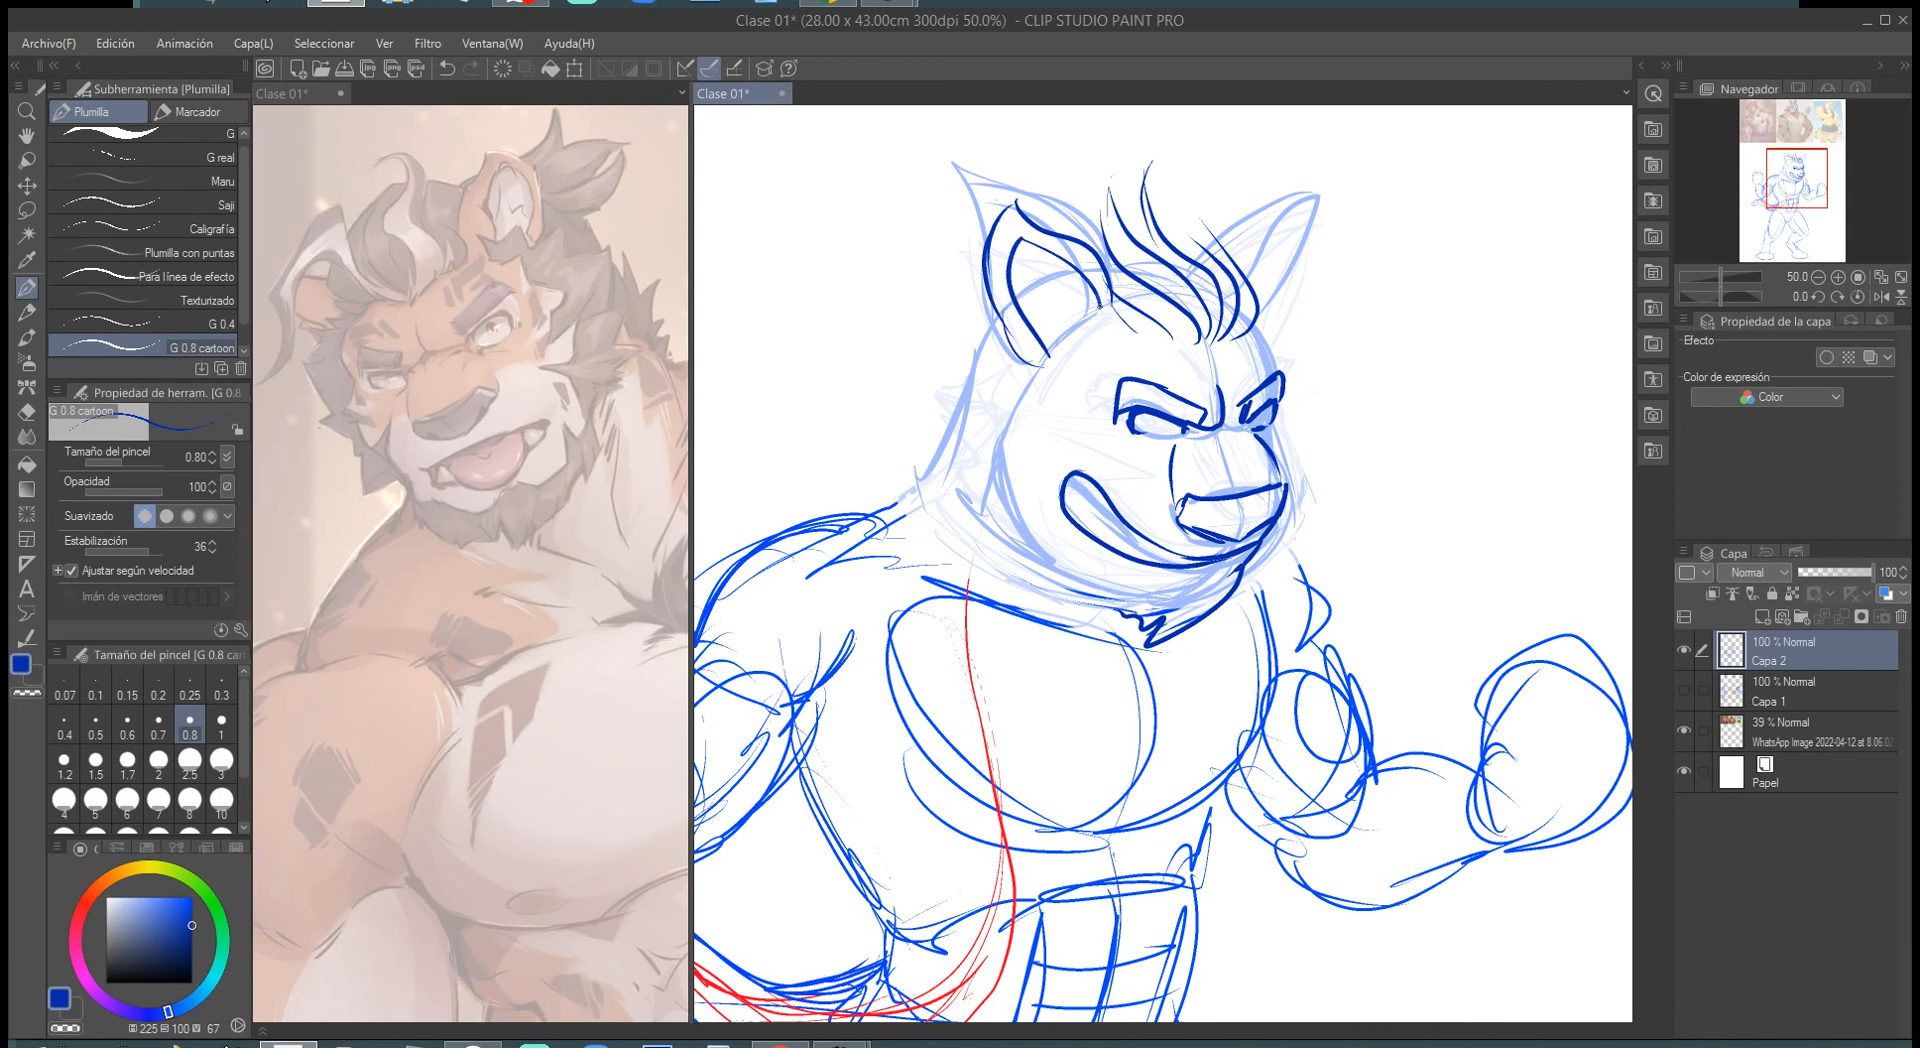 Clase 01* (28.00 x 43.00cm 300dpi 50.0%) - CLIP STUDIO PAINT PRO
Archivo(F) Edición Animación Capa(L) Seleccionar Ver Filtro Ventana(W) Ayuda(H)
Subherramienta [Plumilla]
Plumilla Marcador
G
G real
Maru
Saji
Caligrafía
Plumilla con puntas
Para línea de efecto
Texturizado
G 0.4
G 0.8 cartoon
Propiedad de herram. [G 0.8
G 0.8 cartoon
Tamaño del pincel 0.80
Opacidad 100
Suavizado
Estabilización 36
Ajustar según velocidad
Imán de vectores
Tamaño del pincel [G 0.8 car
0.07 0.1 0.15 0.2 0.25 0.3
0.4 0.5 0.6 0.7 0.8 1
1.2 1.5 1.7 2 2.5 3
4 5 6 7 8 10
225 100 67
Clase 01*
Clase 01*
Navegador
50.0
0.0
Propiedad de la capa
Efecto
Color de expresión
Color
Capa
Normal 100
100 % Normal
Capa 2
100 % Normal
Capa 1
39 % Normal
WhatsApp Image 2022-04-12 at 8.06.02
Papel